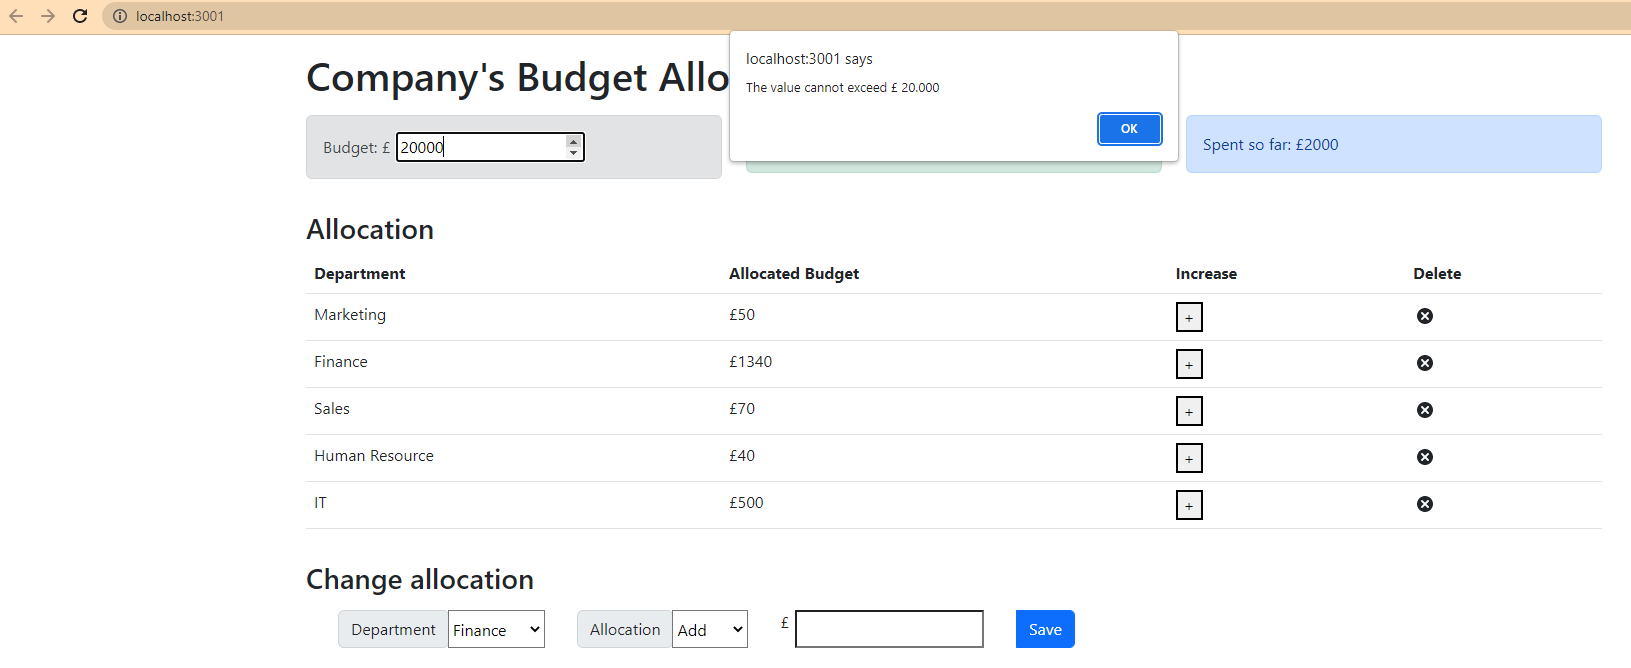 localhost:3001
localhost:3001 says
The value cannot exceed £ 20.000
OK
Company's Budget Allo
Budget: £ 20000
Spent so far: £2000
Allocation
Department Allocated Budget Increase Delete
Marketing £50 +
Finance £1340 +
Sales £70 +
Human Resource £40 +
IT £500 +
Change allocation
Department Finance Allocation Add £ Save